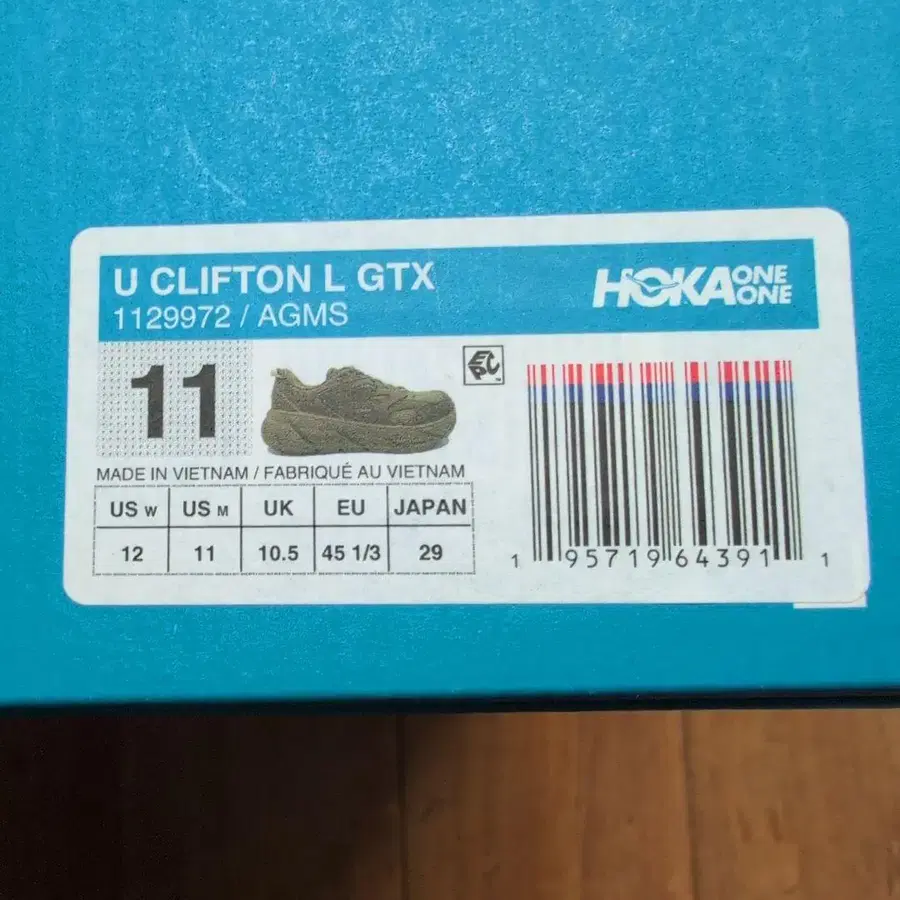 U CLIFTON L GTX
1129972 / AGMS
HOKA ONE ONE
11
EPC
MADE IN VIETNAM / FABRIQUÉ AU VIETNAM
US W US M UK EU JAPAN
12 11 10.5 45 1/3 29
1 95719 64391 1